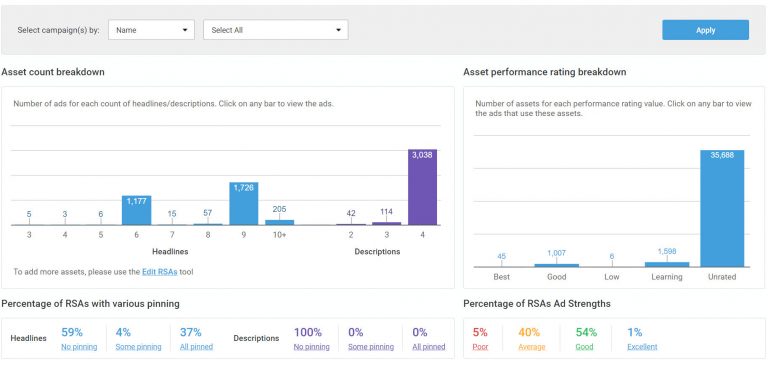 Select campaign(s) by: Name Select All Apply
Asset count breakdown
Number of ads for each count of headlines/descriptions. Click on any bar to view the ads.
5 3 6 1,177 15 57 1,726 205 42 114 3,038
3 4 5 6 7 8 9 10+ 2 3 4
Headlines Descriptions
To add more assets, please use the Edit RSAs tool
Asset performance rating breakdown
Number of assets for each performance rating value. Click on any bar to view
the ads that use these assets.
45 1,007 6 1,598 35,688
Best Good Low Learning Unrated
Percentage of RSAs with various pinning
Headlines 59% 4% 37% Descriptions 100% 0% 0%
No pinning Some pinning All pinned No pinning Some pinning All pinned
Percentage of RSAs Ad Strengths
5% 40% 54% 1%
Poor Average Good Excellent